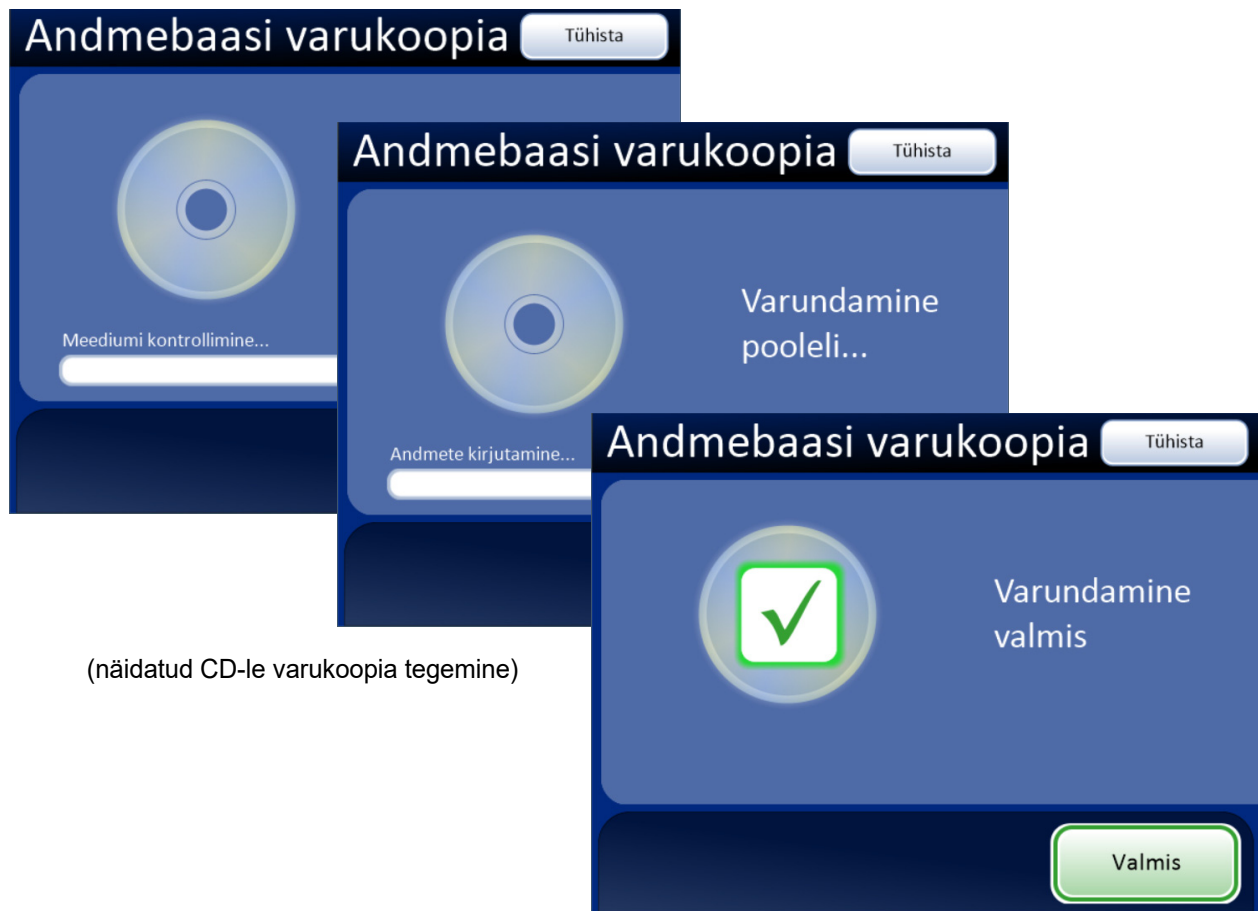 Andmebaasi varukoopia
Tühista
Meediumi kontrollimine...
Andmebaasi varukoopia
Tühista
Varundamine
pooleli...
Andmete kirjutamine...
Andmebaasi varukoopia
Tühista
Varundamine
valmis
Valmis
(näidatud CD-le varukoopia tegemine)